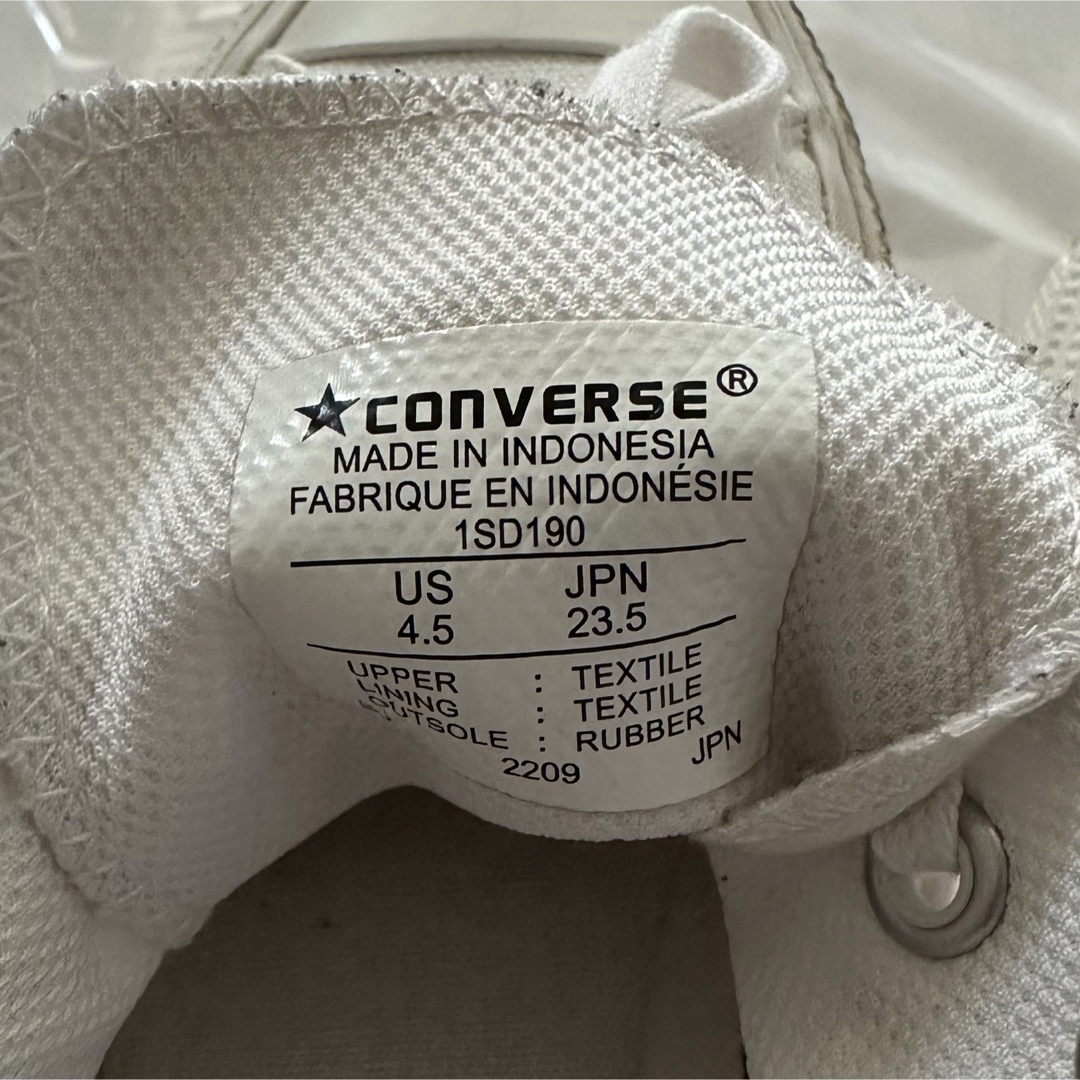 ★CONVERSE®
MADE IN INDONESIA
FABRIQUE EN INDONÉSIE
1SD190
US JPN
4.5 23.5
UPPER : TEXTILE
LINING : TEXTILE
OUTSOLE : RUBBER
2209 JPN